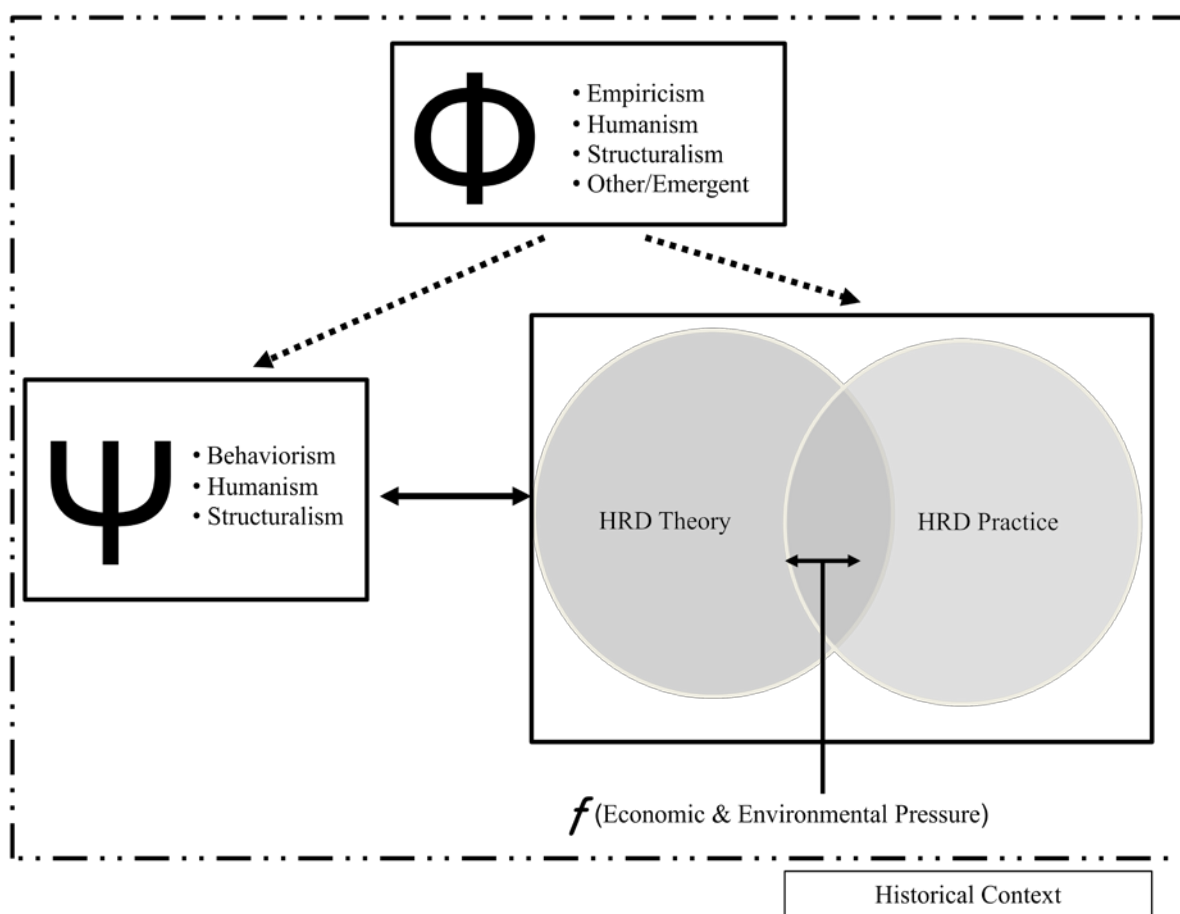 Φ
• Empiricism
• Humanism
• Structuralism
• Other/Emergent
Ψ
• Behaviorism
• Humanism
• Structuralism
HRD Theory
HRD Practice
f (Economic & Environmental Pressure)
Historical Context